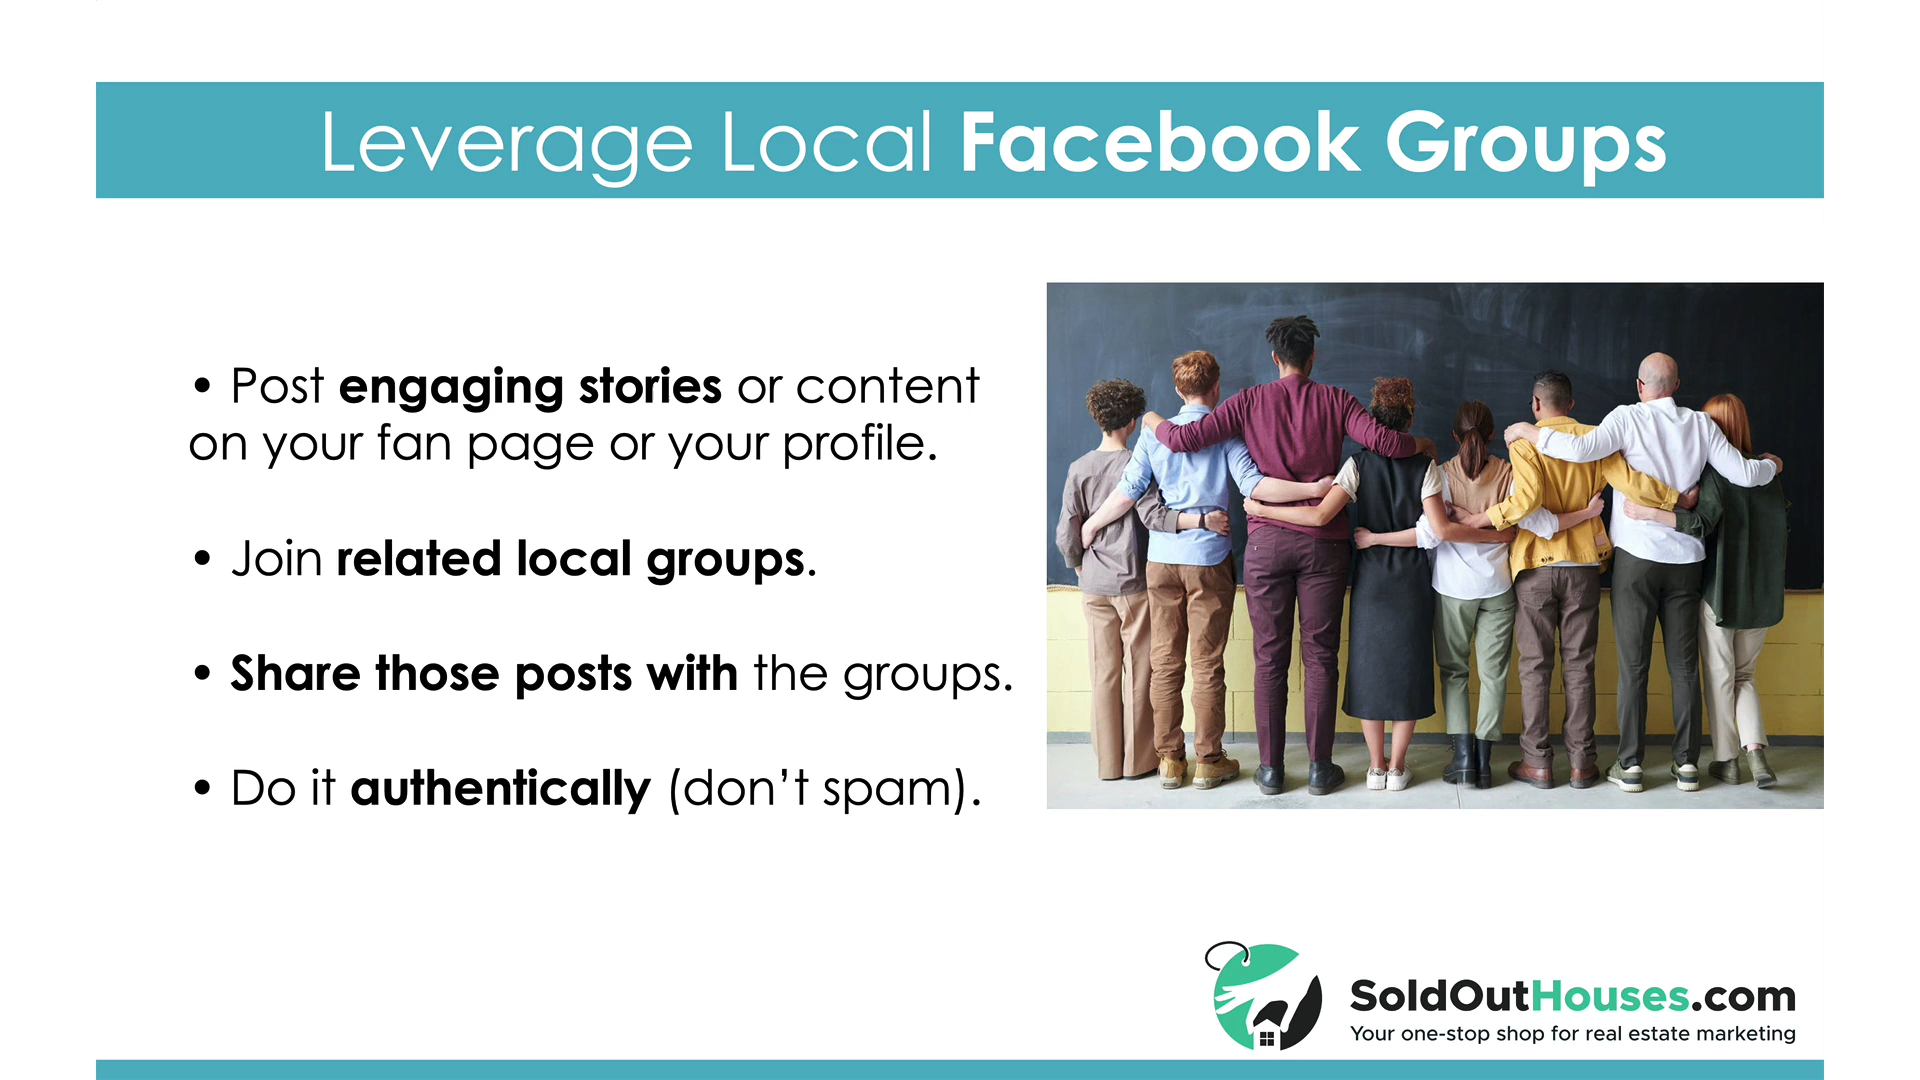 Leverage Local Facebook Groups
• Post engaging stories or content
on your fan page or your profile.
• Join related local groups.
• Share those posts with the groups.
• Do it authentically (don’t spam).
SoldOutHouses.com
Your one-stop shop for real estate marketing